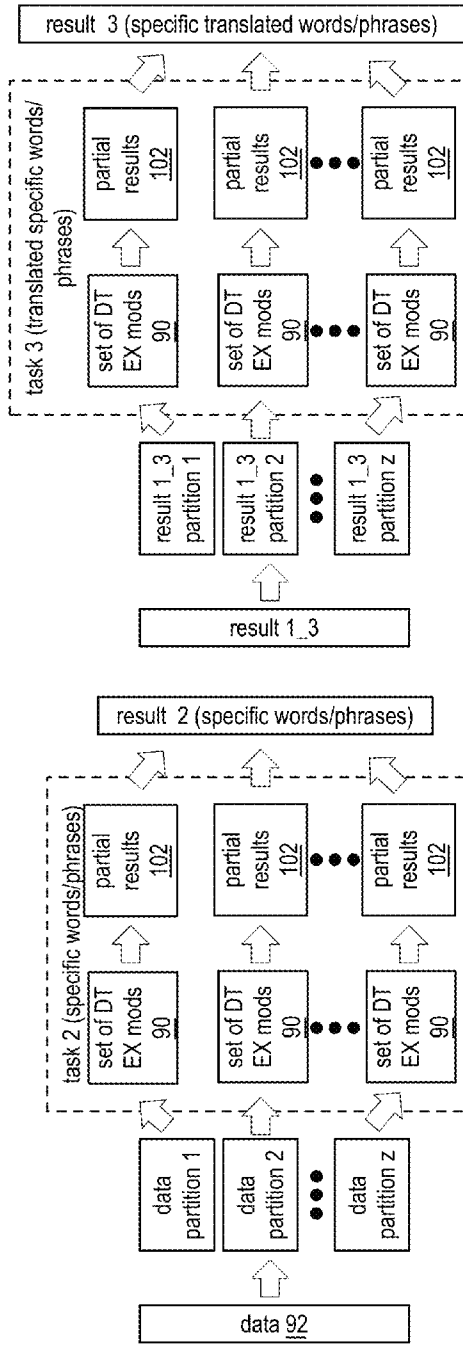 task 2 (specific words/phrases)
data 92
data
partition 1
set of DT
EX mods
90
partial
results
102
data
partition 2
set of DT
EX mods
90
partial
results
102
data
partition z
set of DT
EX mods
90
partial
results
102
result 2 (specific words/phrases)
task 3 (translated specific words/
phrases)
result 1_3
result 1_3
partition 1
set of DT
EX mods
90
partial
results
102
result 1_3
partition 2
set of DT
EX mods
90
partial
results
102
result 1_3
partition z
set of DT
EX mods
90
partial
results
102
result 3 (specific translated words/phrases)